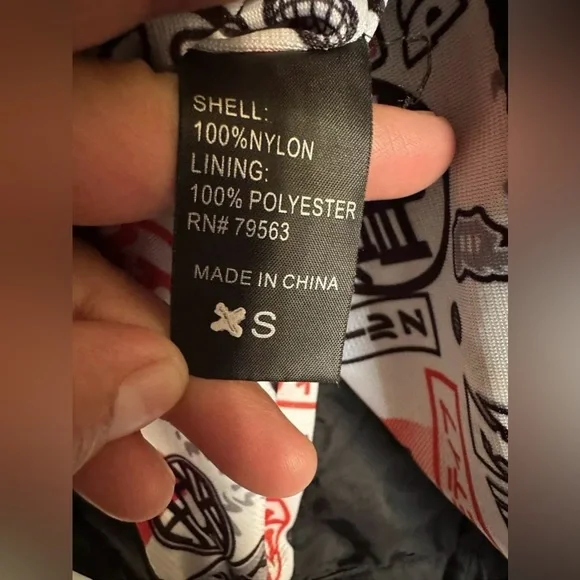 SHELL:
100%NYLON
LINING:
100% POLYESTER
RN# 79563
MADE IN CHINA
XS